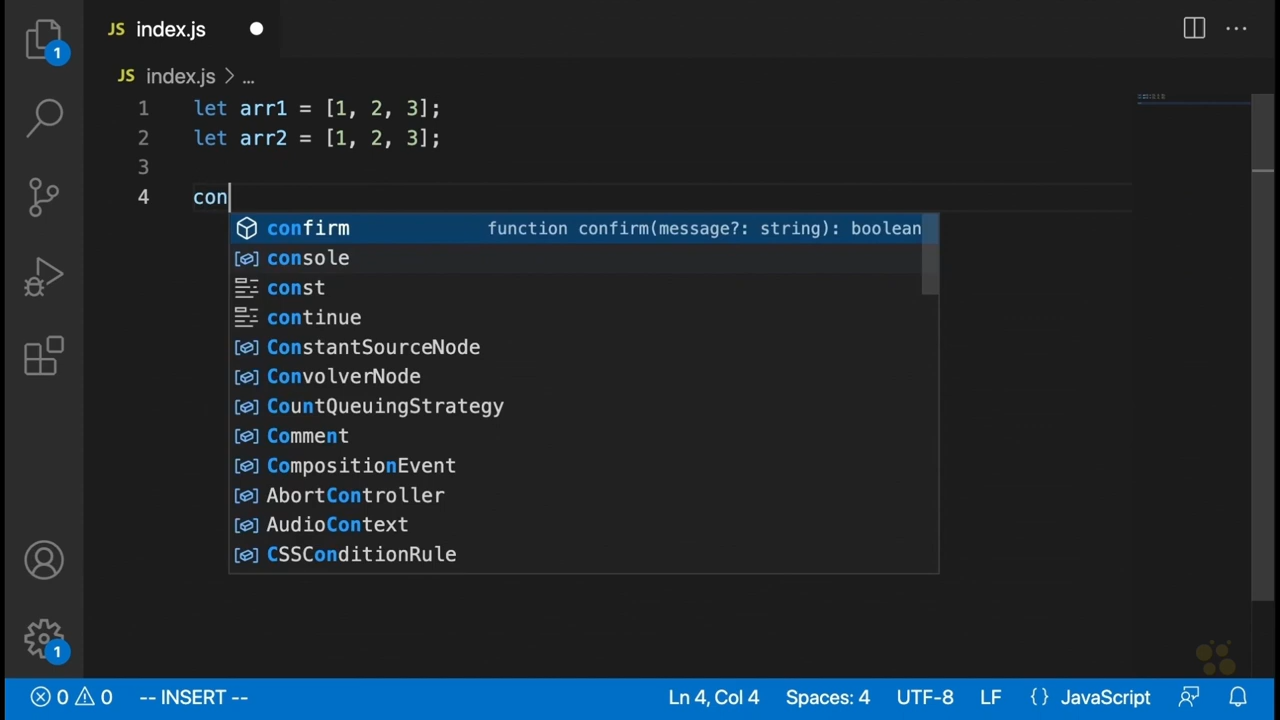 JS index.js
JS index.js > ...
1 let arr1 = [1, 2, 3];
2 let arr2 = [1, 2, 3];
3
4 con
confirm function confirm(message?: string): boolean
console
const
continue
ConstantSourceNode
ConvolverNode
CountQueuingStrategy
Comment
CompositionEvent
AbortController
AudioContext
CSSConditionRule
1
1
0 0 -- INSERT -- Ln 4, Col 4 Spaces: 4 UTF-8 LF {} JavaScript